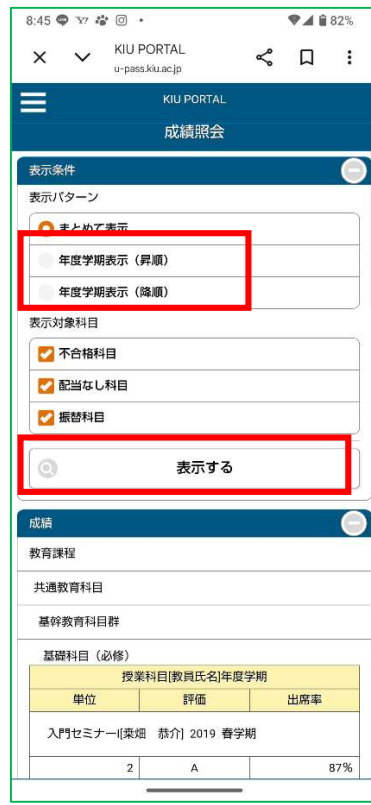 8:45
82%
KIU PORTAL
u-pass.kiu.ac.jp
KIU PORTAL
成績照会
表示条件
表示パターン
まとめて表示
年度学期表示（昇順）
年度学期表示（降順）
表示対象科目
不合格科目
配当なし科目
振替科目
表示する
成績
教育課程
共通教育科目
基幹教育科目群
基礎科目（必修）
授業科目[教員氏名]年度学期
単位 評価 出席率
入門セミナーI[桒畑 恭介] 2019 春学期
2 A 87%